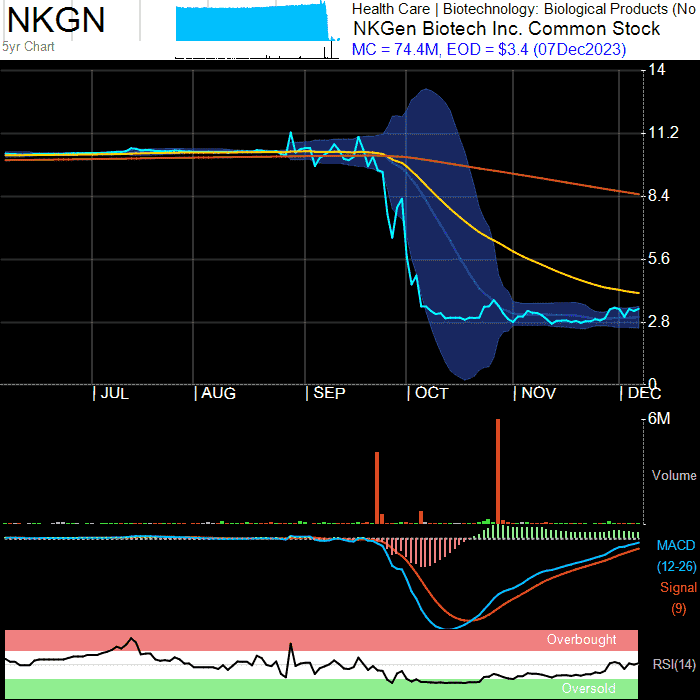 NKGN
5yr Chart
Health Care | Biotechnology: Biological Products (No
NKGen Biotech Inc. Common Stock
MC = 74.4M, EOD = $3.4 (07Dec2023)
14
11.2
8.4
5.6
2.8
0
JUL
AUG
SEP
OCT
NOV
DEC
6M
Volume
MACD
(12-26)
Signal
(9)
Overbought
RSI(14)
Oversold